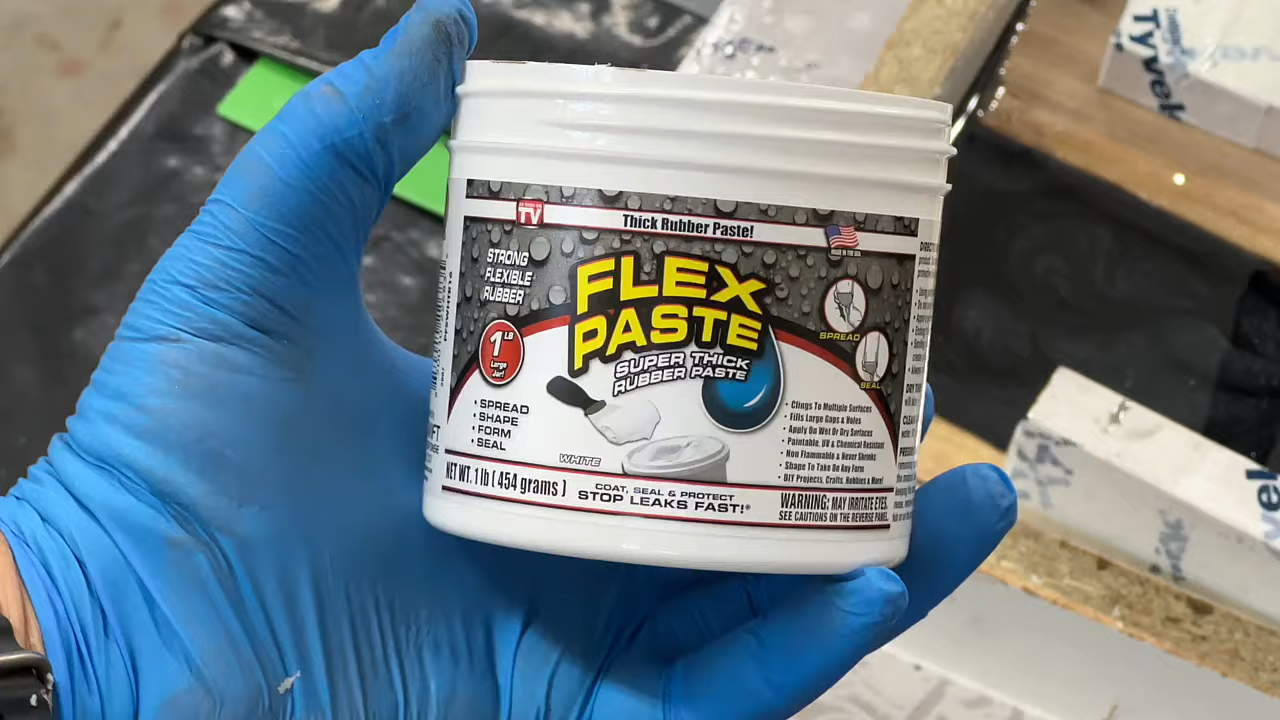 Tyvek
AS SEEN ON
TV
Thick Rubber Paste!
MADE IN THE USA
STRONG
FLEXIBLE
RUBBER
FLEX
PASTE
SUPER THICK
RUBBER PASTE
1 LB
Large
Jar!
SPREAD
SEAL
• SPREAD
• SHAPE
• FORM
• SEAL
WHITE
• Clings To Multiple Surfaces
• Fills Large Gaps & Holes
• Apply On Wet Or Dry Surfaces
• Paintable, UV & Chemical Resistant
• Non Flammable & Never Shrinks
• Shape To Take On Any Form
• DIY Projects, Crafts, Hobbies & More!
NET WT. 1 lb ( 454 grams )
COAT, SEAL & PROTECT
STOP LEAKS FAST!®
WARNING: MAY IRRITATE EYES.
SEE CAUTIONS ON THE REVERSE PANEL.